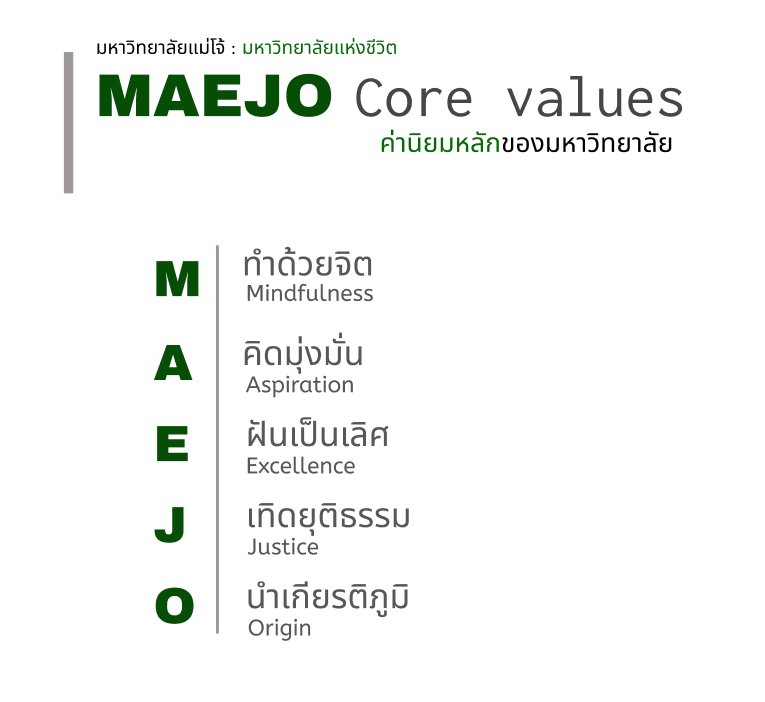 มหาวิทยาลัยแม่โจ้ : มหาวิทยาลัยแห่งชีวิต
MAEJO Core values
ค่านิยมหลักของมหาวิทยาลัย
M
ทำด้วยจิต
Mindfulness
A
คิดมุ่งมั่น
Aspiration
E
ฝันเป็นเลิศ
Excellence
J
เทิดยุติธรรม
Justice
O
นำเกียรติภูมิ
Origin